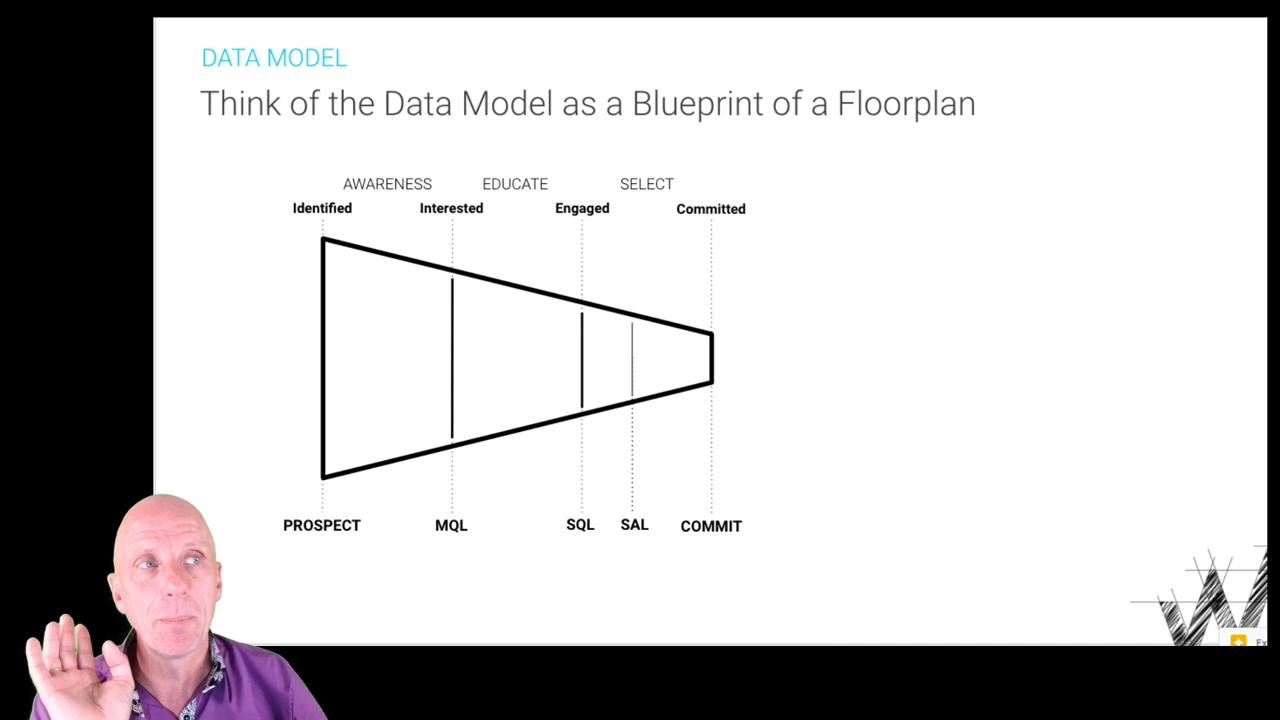 DATA MODEL
Think of the Data Model as a Blueprint of a Floorplan
AWARENESS EDUCATE SELECT
Identified Interested Engaged Committed
PROSPECT MQL SQL SAL COMMIT